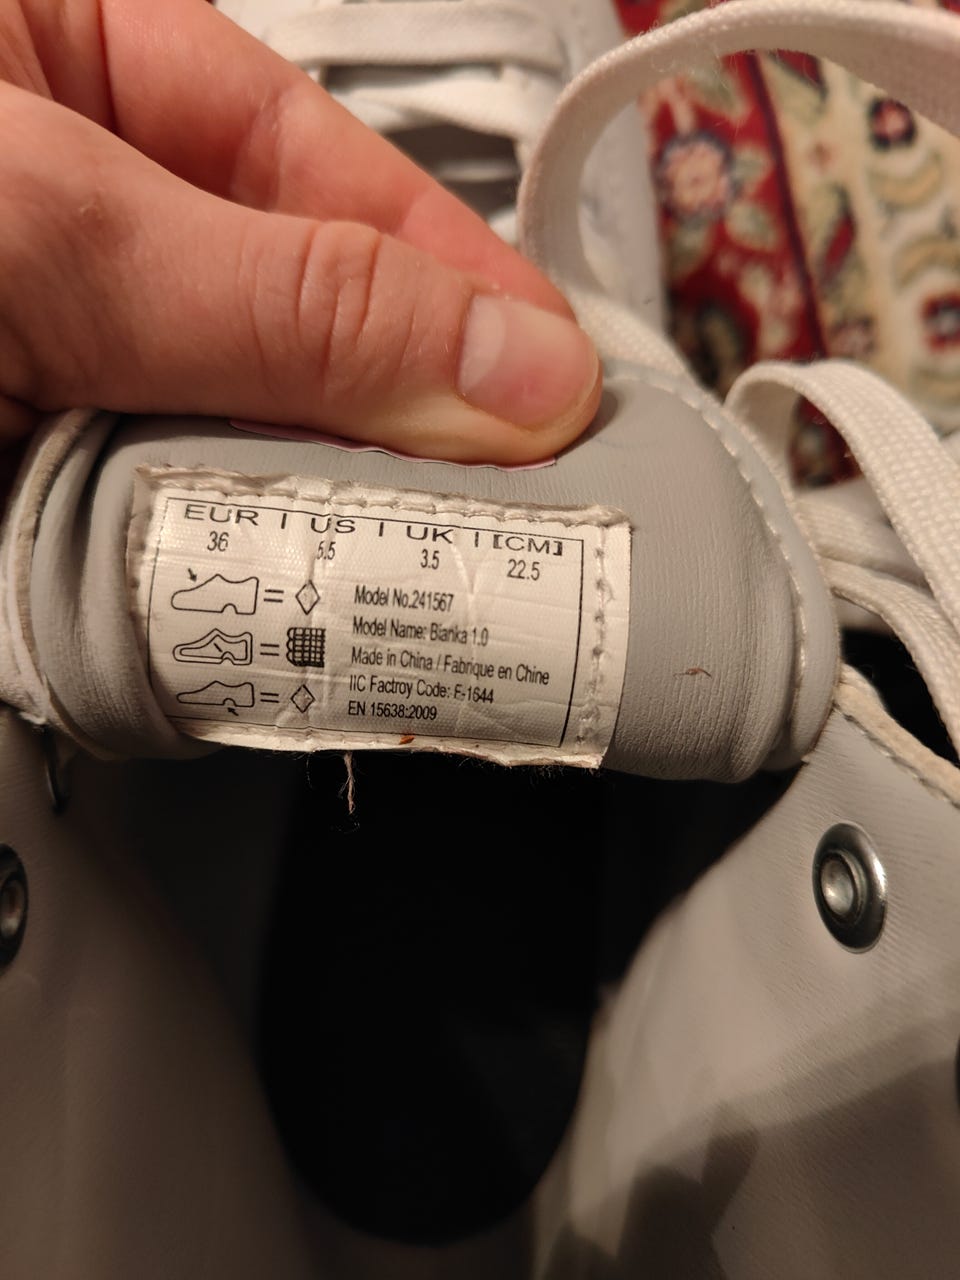 EUR | US | UK | [CM]
36 5.5 3.5 22.5
Model No.241567
Model Name: Bianka 1.0
Made in China / Fabrique en Chine
IIC Factroy Code: F-1644
EN 15638:2009